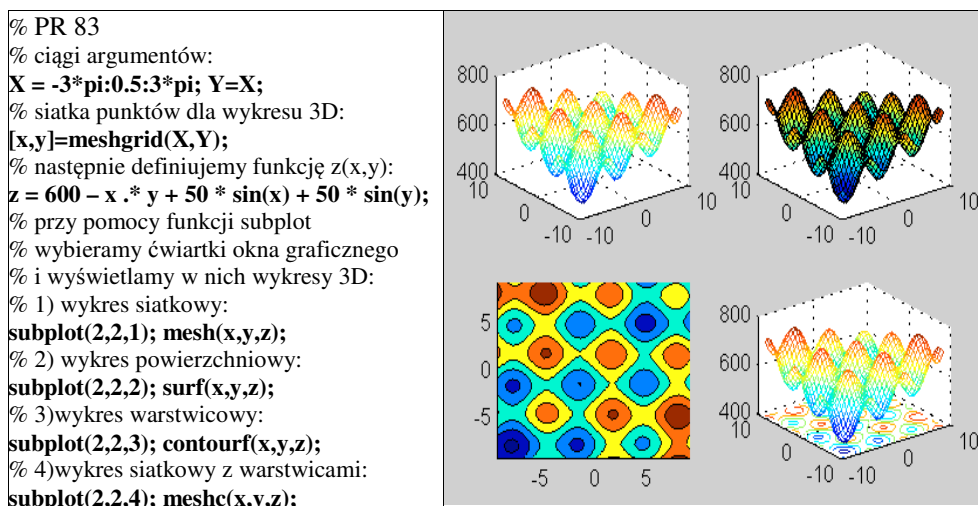 % PR 83
% ciągi argumentów:
X = -3*pi:0.5:3*pi; Y=X;
% siatka punktów dla wykresu 3D:
[x,y]=meshgrid(X,Y);
% następnie definiujemy funkcję z(x,y):
z = 600 – x .* y + 50 * sin(x) + 50 * sin(y);
% przy pomocy funkcji subplot
% wybieramy ćwiartki okna graficznego
% i wyświetlamy w nich wykresy 3D:
% 1) wykres siatkowy:
subplot(2,2,1); mesh(x,y,z);
% 2) wykres powierzchniowy:
subplot(2,2,2); surf(x,y,z);
% 3)wykres warstwicowy:
subplot(2,2,3); contourf(x,y,z);
% 4)wykres siatkowy z warstwicami:
subplot(2,2,4); meshc(x,y,z);
800
600
400
10
0
-10
-10
0
10
800
600
400
10
0
-10
-10
0
10
5
0
-5
-5
0
5
800
600
400
10
0
-10
-10
0
10